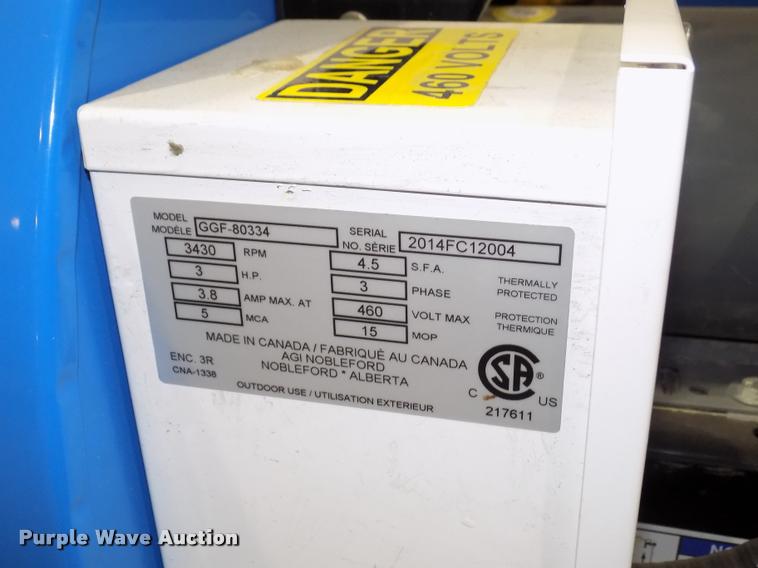 DANGER
460 VOLTS
MODEL
MODÈLE GGF-80334
SERIAL
NO. SÉRIE 2014FC12004
3430 RPM
4.5 S.F.A.
THERMALLY
PROTECTED
3 H.P.
3 PHASE
3.8 AMP MAX. AT
460 VOLT MAX
PROTECTION
THERMIQUE
5 MCA
15 MOP
MADE IN CANADA / FABRIQUÉ AU CANADA
AGI NOBLEFORD
NOBLEFORD * ALBERTA
ENC. 3R
CNA-1338
SA ®
C US
217611
OUTDOOR USE / UTILISATION EXTERIEUR
Purple Wave Auction